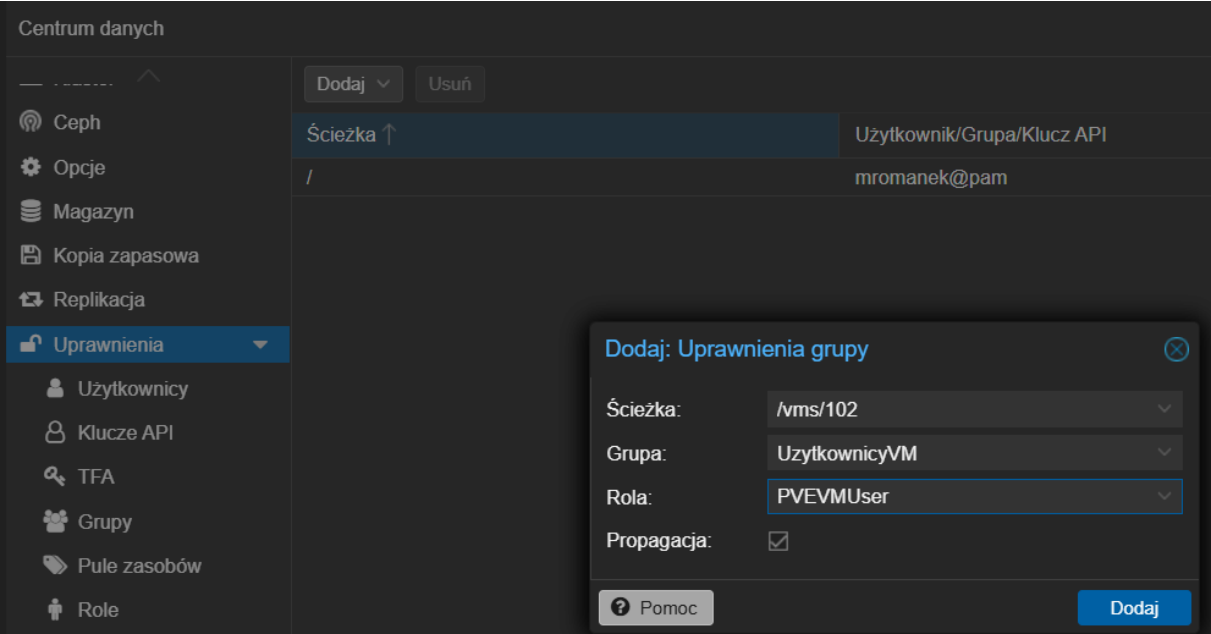 Centrum danych
Ceph
Opcje
Magazyn
Kopia zapasowa
Replikacja
Uprawnienia
Użytkownicy
Klucze API
TFA
Grupy
Pule zasobów
Role
Dodaj
Usuń
Ścieżka
Użytkownik/Grupa/Klucz API
/
mromanek@pam
Dodaj: Uprawnienia grupy
Ścieżka: /vms/102
Grupa: UzytkownicyVM
Rola: PVEVMUser
Propagacja:
Pomoc
Dodaj